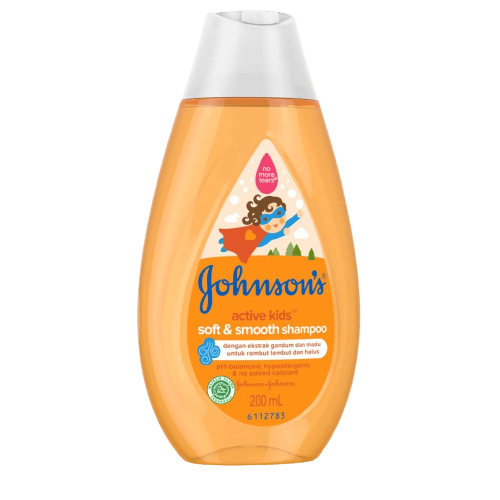 no
more
tears®
Johnson's®
active kids™
soft & smooth shampoo
dengan ekstrak gandum dan madu
untuk rambut lembut dan halus
pH-balanced, hypoallergenic,
& no added colorant
Johnson & Johnson
200 mL
6112783